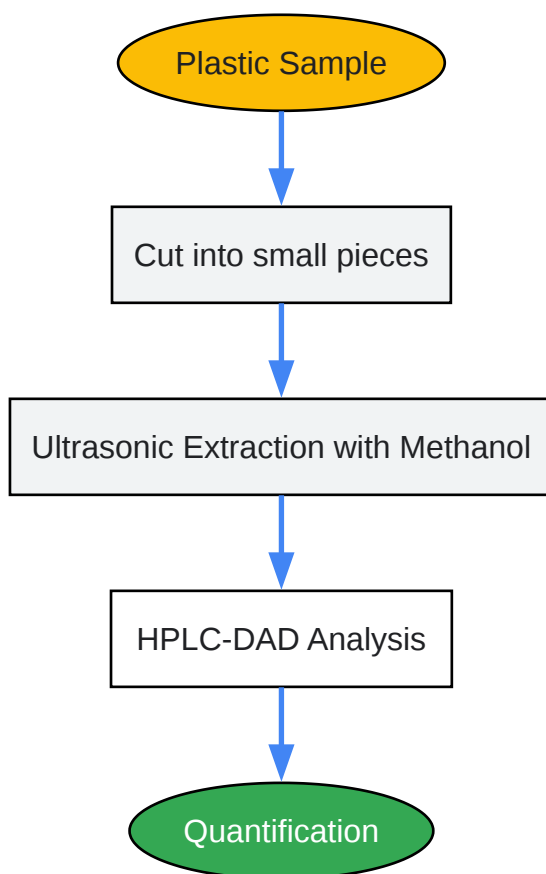 Plastic Sample
Cut into small pieces
Ultrasonic Extraction with Methanol
HPLC-DAD Analysis
Quantification